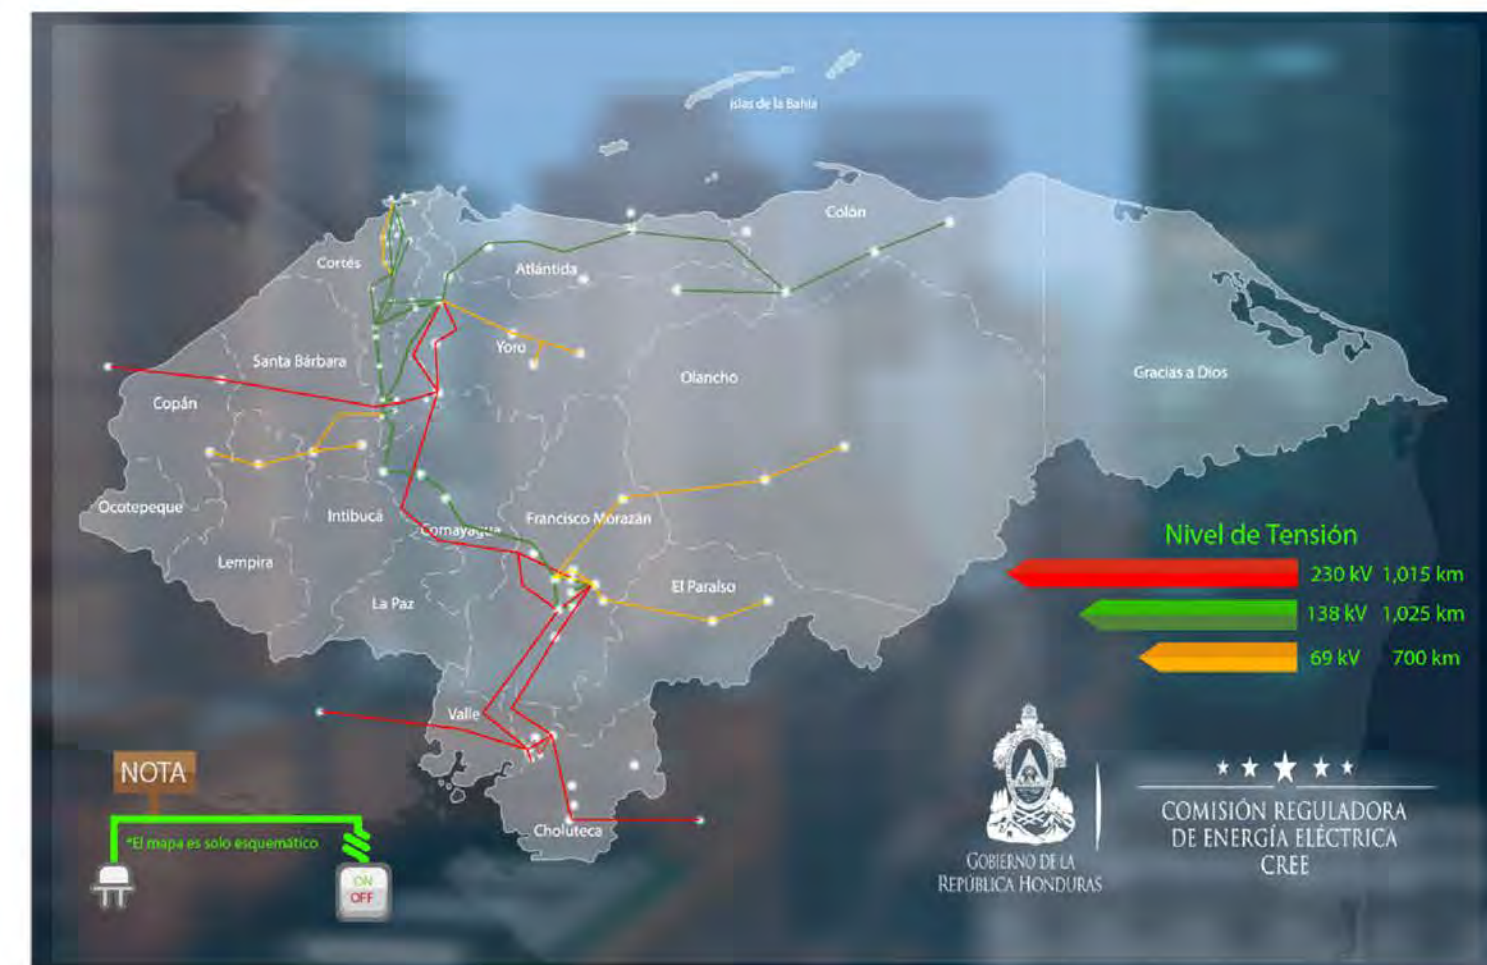 islas de la Bahía
Colón
Cortés
Atlántida
Yoro
Santa Bárbara
Olancho
Gracias a Dios
Copán
Ocotepeque
Intibucá
Comayagua
Francisco Morazán
Lempira
La Paz
El Paraíso
Valle
Choluteca
Nivel de Tensión
230 kV 1,015 km
138 kV 1,025 km
69 kV 700 km
NOTA
*El mapa es solo esquemático
ON
OFF
GOBIERNO DE LA
REPÚBLICA HONDURAS
COMISIÓN REGULADORA
DE ENERGÍA ELÉCTRICA
CREE